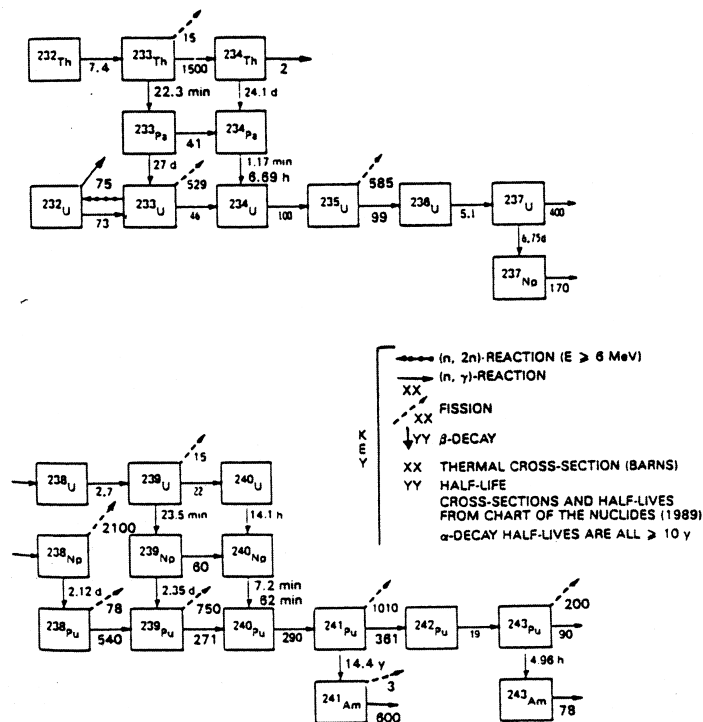 15
232Th
7.4
233Th
1500
234Th
2
22.3 min
24.1 d
233Pa
41
234Pa
27 d
1.17 min
6.69 h
232U
75
73
233U
529
46
234U
100
235U
585
99
236U
5.1
237U
400
6.75d
237Np
170
KEY
(n, 2n)-REACTION (E ⩾ 6 MeV)
(n, γ)-REACTION
XX
XX FISSION
YY β-DECAY
XX THERMAL CROSS-SECTION (BARNS)
YY HALF-LIFE
CROSS-SECTIONS AND HALF-LIVES
FROM CHART OF THE NUCLIDES (1989)
α-DECAY HALF-LIVES ARE ALL ⩾ 10 y
15
238U
2.7
239U
22
240U
23.5 min
14.1 h
238Np
2100
239Np
60
240Np
2.12 d
2.35 d
7.2 min
62 min
238Pu
78
540
239Pu
750
271
240Pu
290
241Pu
1010
361
242Pu
19
243Pu
200
90
14.4 y
4.96 h
241Am
3
600
243Am
78